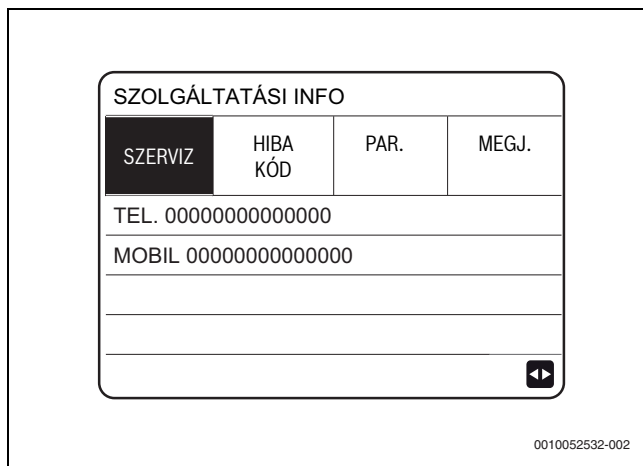 SZOLGÁLTATÁSI INFO
SZERVIZ
HIBA
KÓD
PAR.
MEGJ.
TEL. 00000000000000
MOBIL 00000000000000
0010052532-002